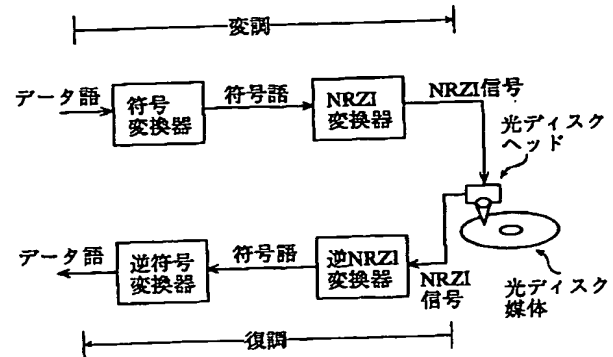 変調
データ語
符号
変換器
符号語
NRZI
変換器
NRZI信号
光ディスク
ヘッド
データ語
逆符号
変換器
符号語
逆NRZI
変換器
NRZI
信号
光ディスク
媒体
復調